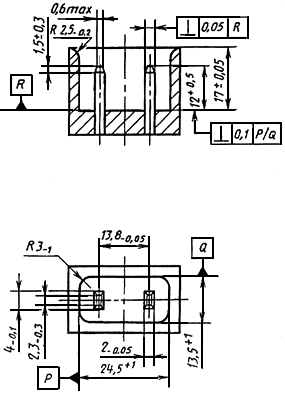 0,6max
⊥ 0,05 R
R 2,5-0,2
1,5±0,3
R
12+0,5
17±0,05
⊥ 0,1 P/Q
13,8-0,05
Q
R3-1
4-0,1
2,3-0,3
2-0,05
13,5+1
P
24,5+1